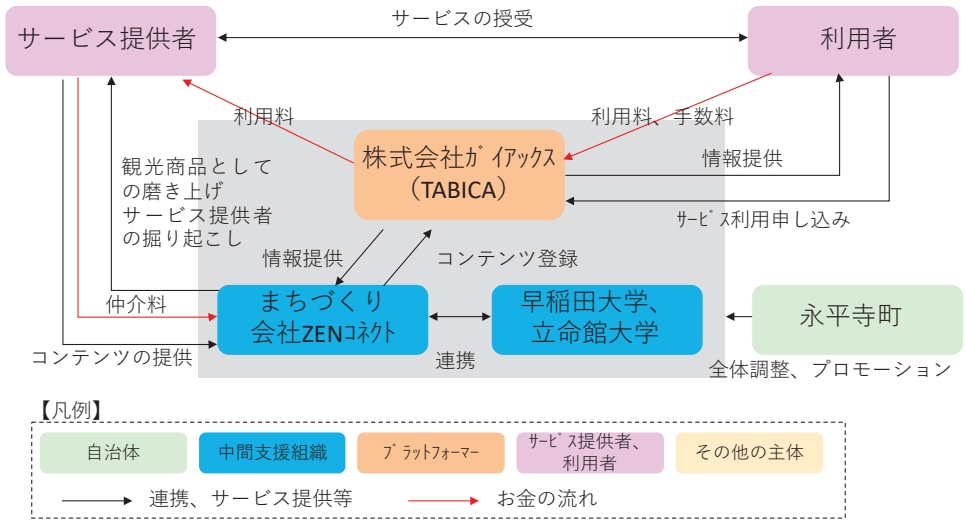 サービスの授受
サービス提供者
利用者
利用料
利用料、手数料
株式会社ｶﾞｲｱｯｸｽ
（TABICA）
情報提供
観光商品として
の磨き上げ
サービス提供者
の掘り起こし
ｻｰﾋﾞｽ利用申し込み
情報提供
コンテンツ登録
仲介料
まちづくり
会社ZENｺﾈｸﾄ
早稲田大学、
立命館大学
永平寺町
コンテンツの提供
連携
全体調整、プロモーション
【凡例】
自治体
中間支援組織
ﾌﾟﾗｯﾄﾌｫｰﾏｰ
ｻｰﾋﾞｽ提供者、
利用者
その他の主体
連携、サービス提供等
お金の流れ